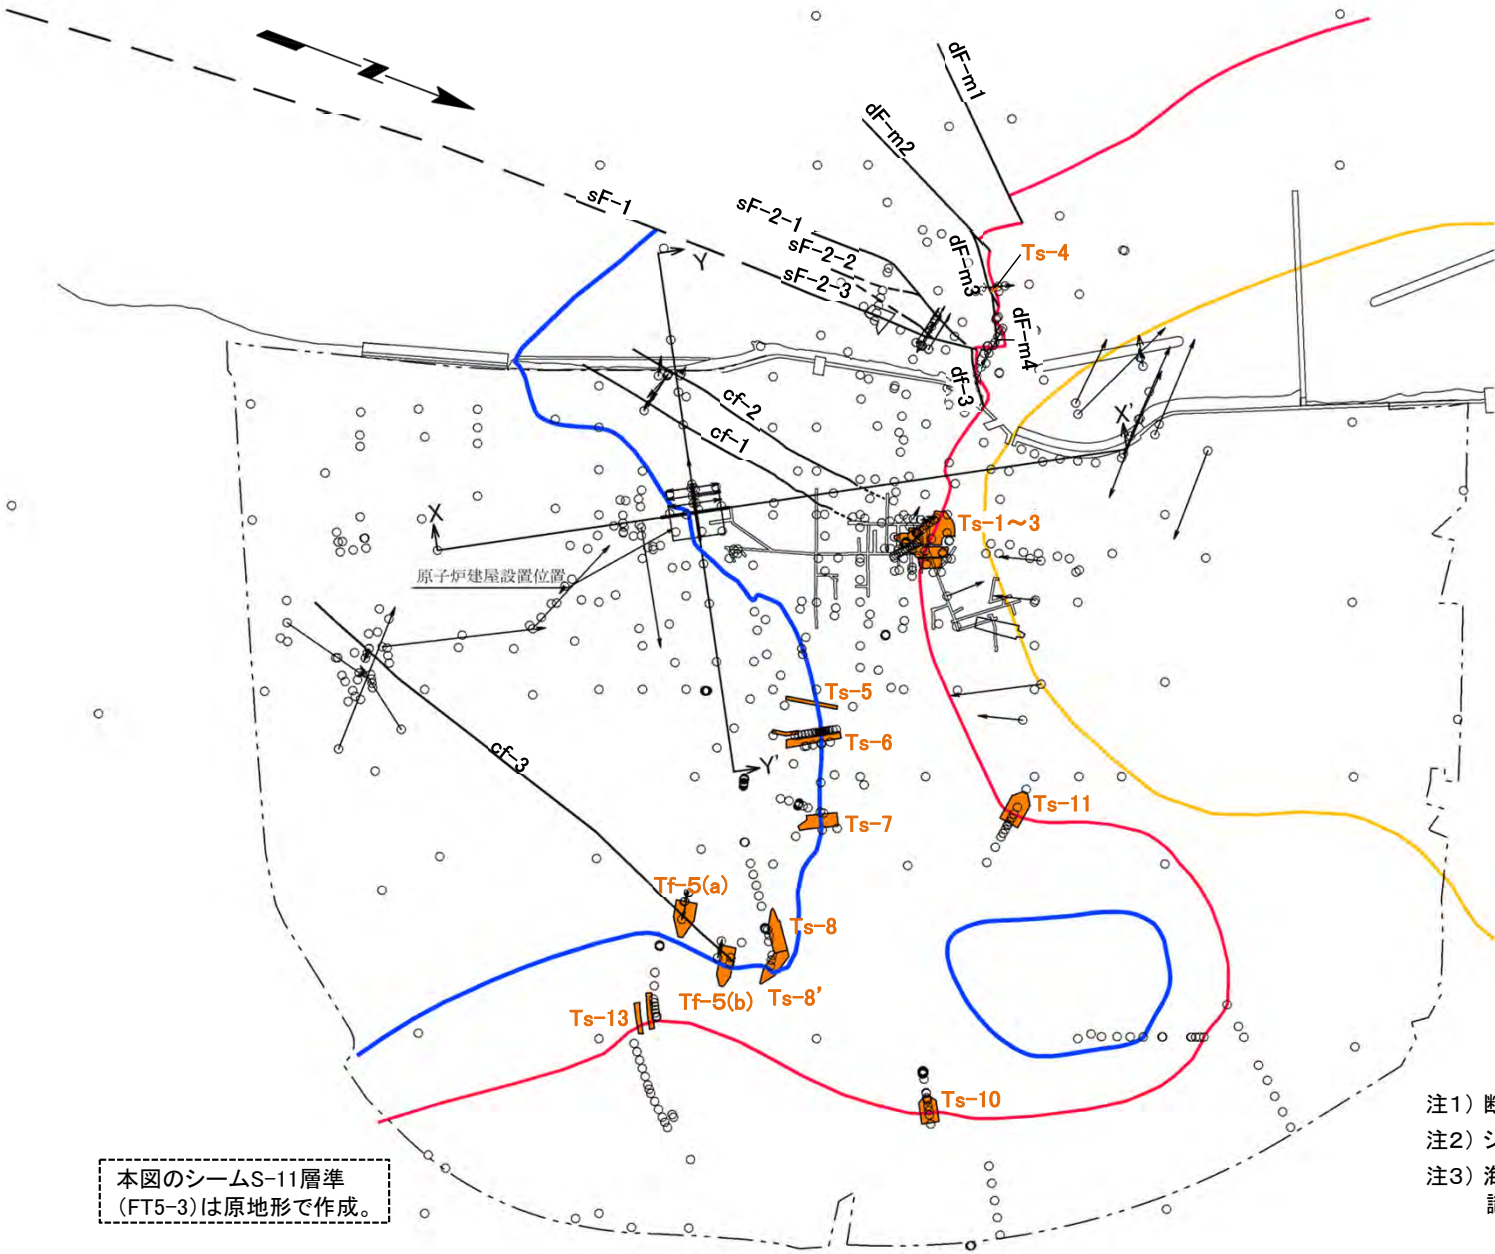 dF-m1
dF-m2
sF-1
sF-2-1
sF-2-2
sF-2-3
dF-m3
Ts-4
dF-m4
df-3
Y
cf-2
cf-1
X'
X
Ts-1～3
原子炉建屋設置位置
Ts-5
Ts-6
cf-3
Y'
Ts-7
Ts-11
Tf-5(a)
Ts-8
Tf-5(b)
Ts-8'
Ts-13
Ts-10
注1)
注2) シ
注3)
本図のシームS-11層準
(FT5-3)は原地形で作成。